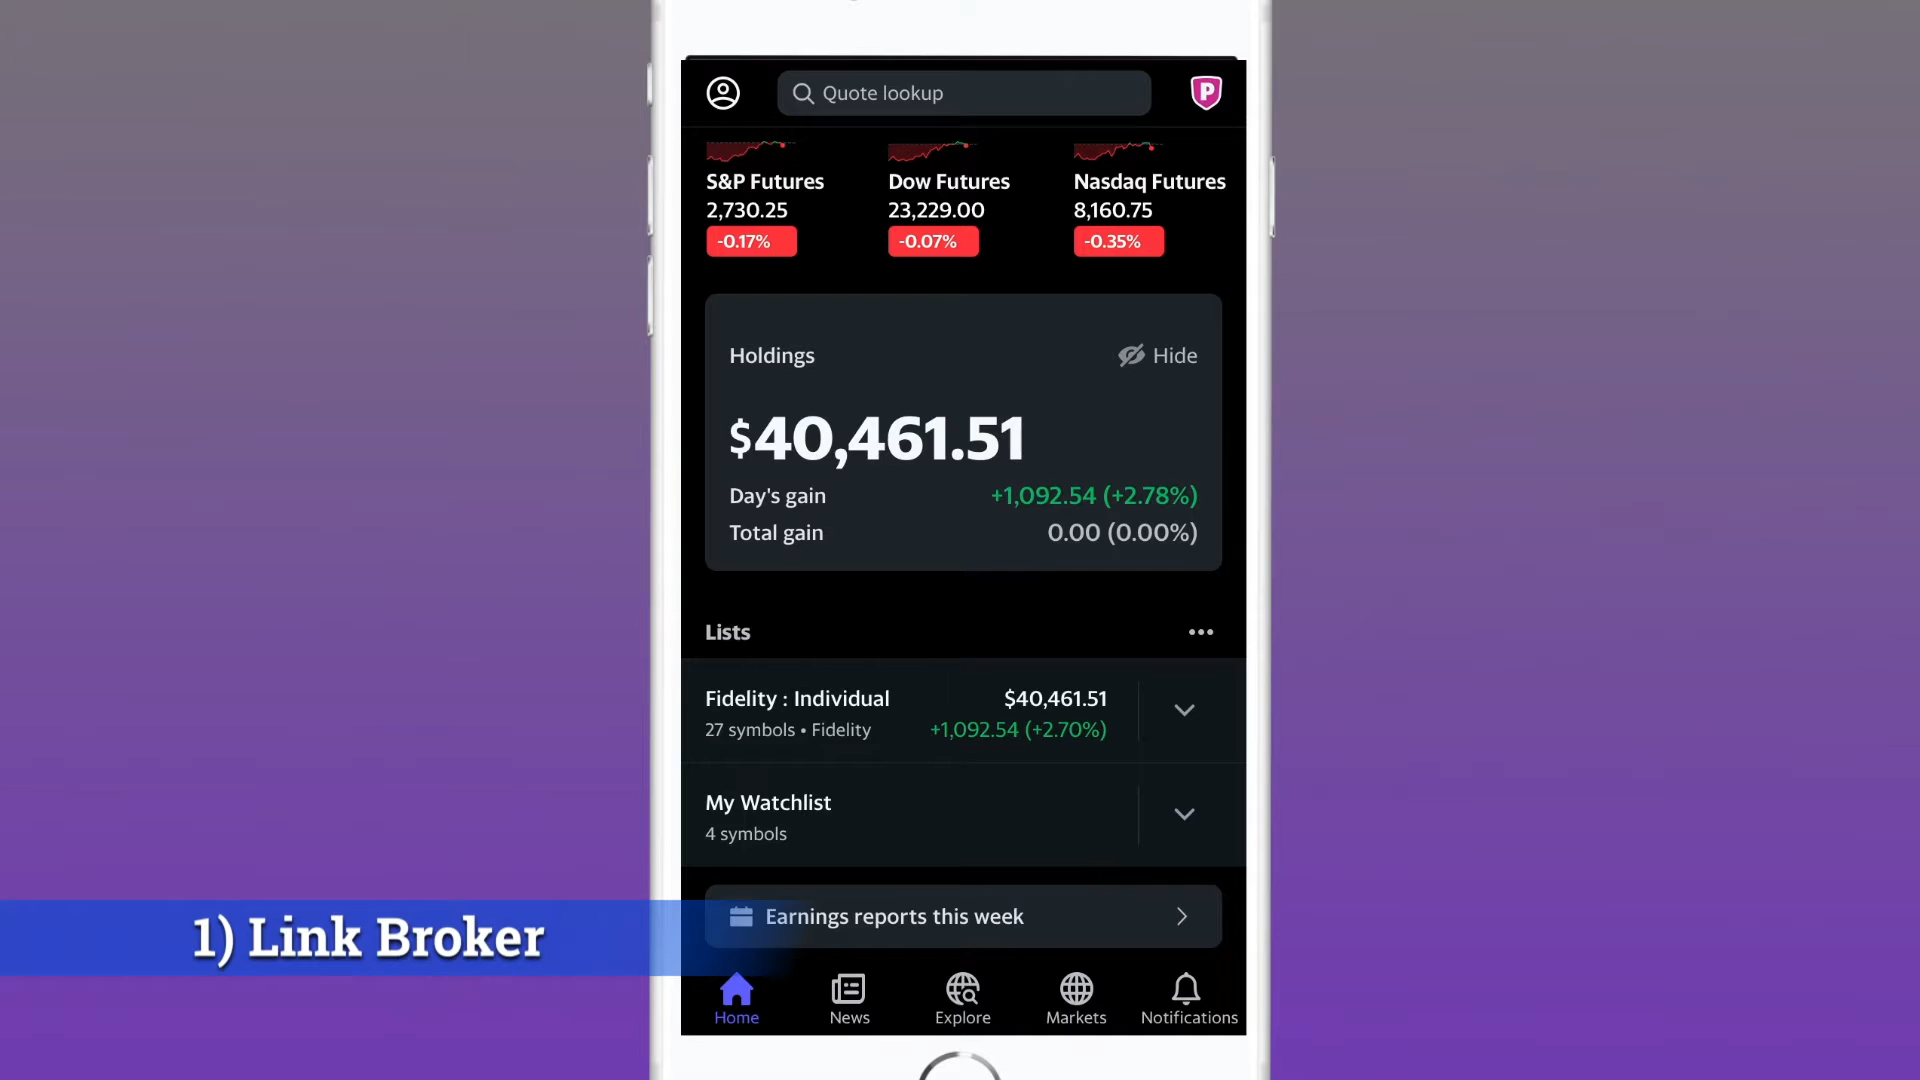 Quote lookup
P
S&P Futures Dow Futures Nasdaq Futures
2,730.25 23,229.00 8,160.75
-0.17% -0.07% -0.35%
Holdings Hide
$40,461.51
Day's gain +1,092.54 (+2.78%)
Total gain 0.00 (0.00%)
Lists
Fidelity : Individual $40,461.51
27 symbols • Fidelity +1,092.54 (+2.70%)
My Watchlist
4 symbols
Earnings reports this week
1) Link Broker
Home News Explore Markets Notifications